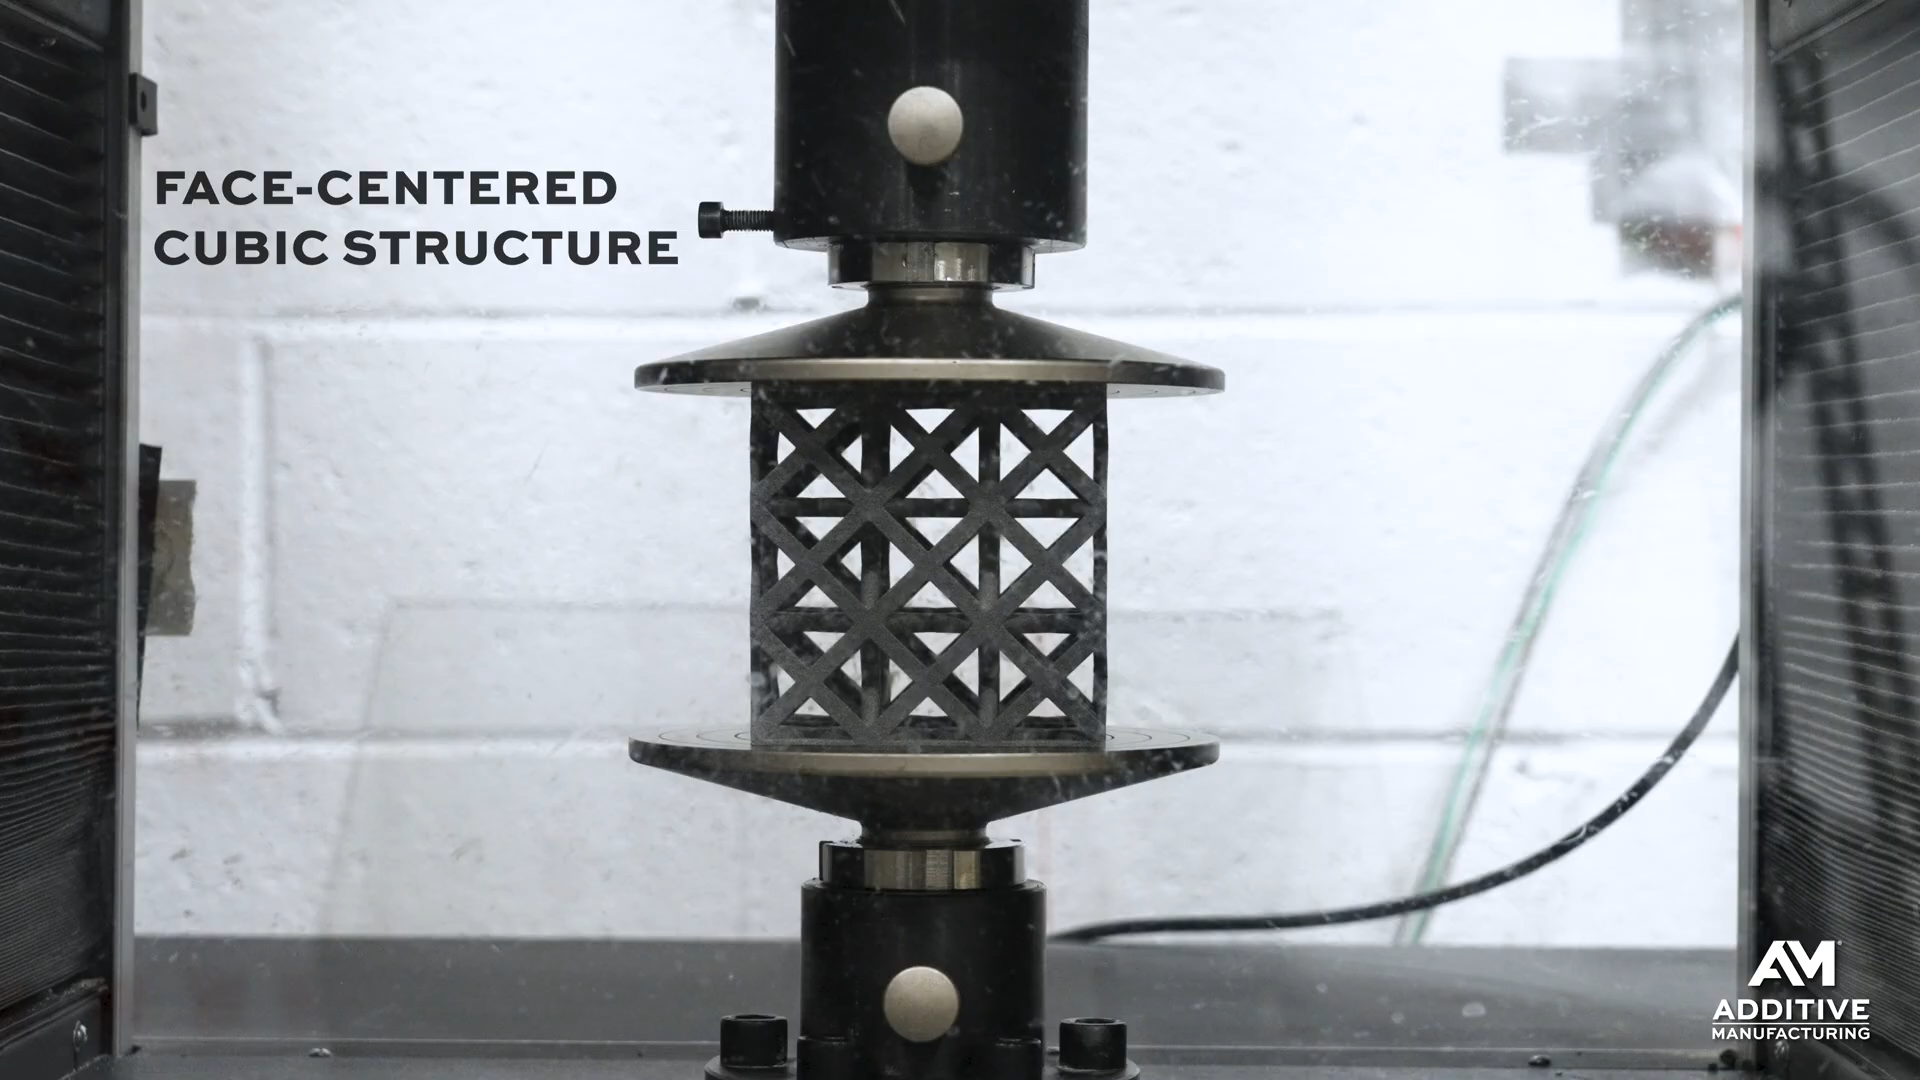 FACE-CENTERED
CUBIC STRUCTURE
AM
ADDITIVE
MANUFACTURING